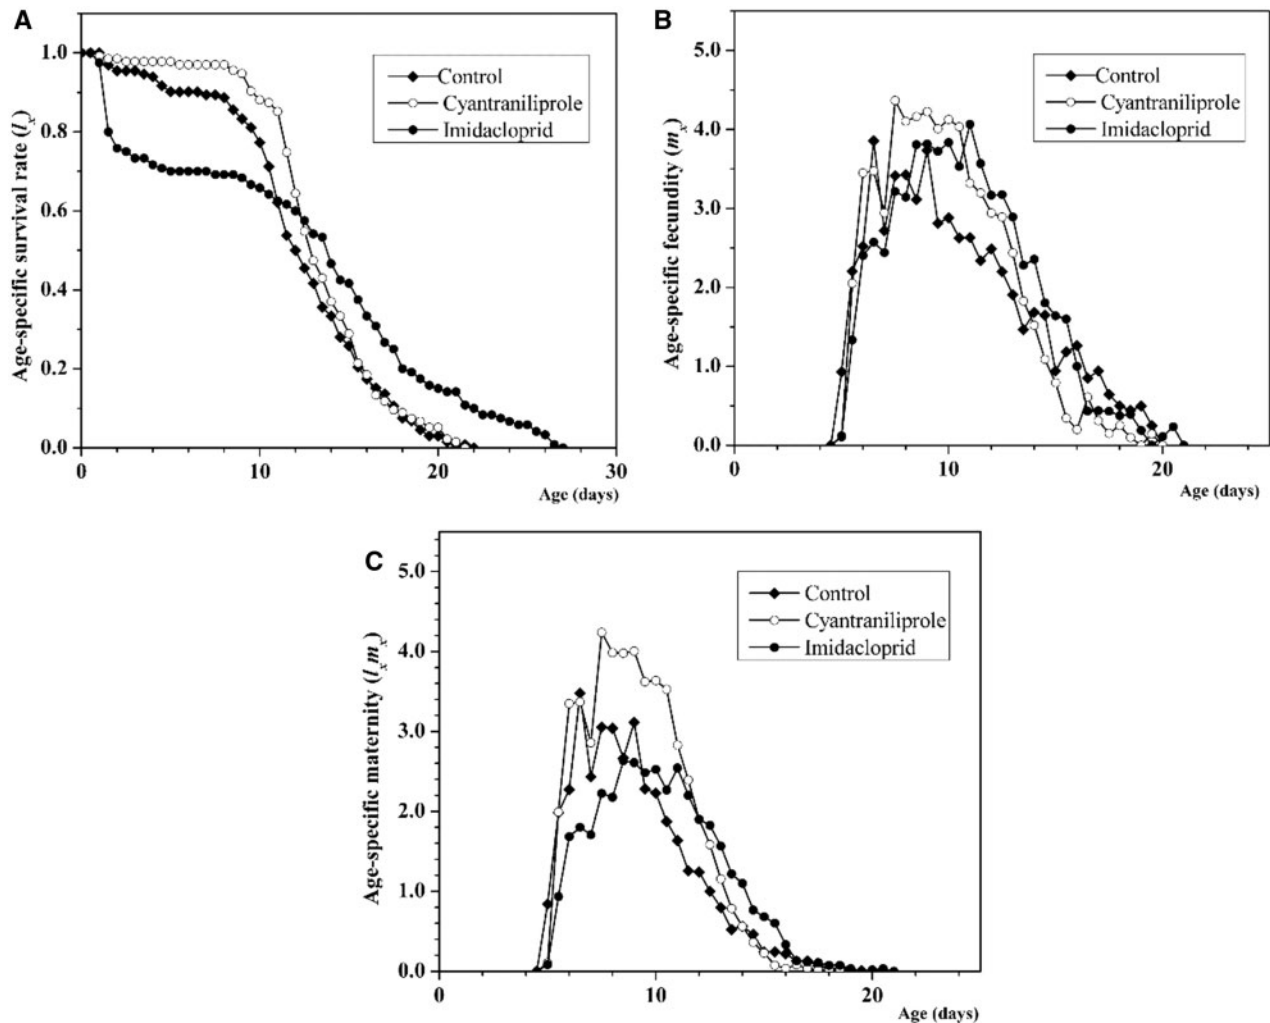 A
Age-specific survival rate (lx)
1.0
0.8
0.6
0.4
0.2
0.0
0
10
20
30
Age (days)
Control
Cyantraniliprole
Imidacloprid
B
Age-specific fecundity (mx)
5.0
4.0
3.0
2.0
1.0
0.0
0
10
20
Age (days)
Control
Cyantraniliprole
Imidacloprid
C
Age-specific maternity (lxmx)
5.0
4.0
3.0
2.0
1.0
0.0
0
10
20
Age (days)
Control
Cyantraniliprole
Imidacloprid